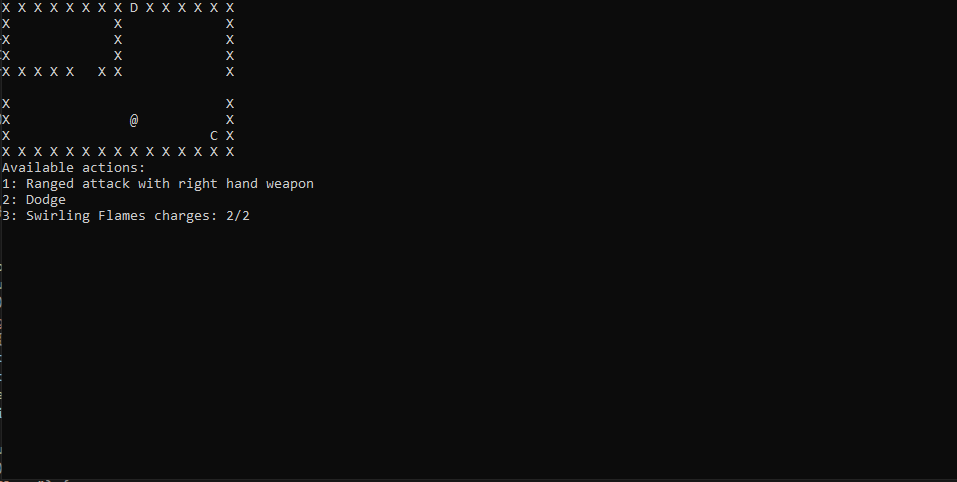 X X X X X X X X D X X X X X X
X             X             X
X             X             X
X             X             X
X X X X X   X X             X

X                           X
X               @           X
X                         C X
X X X X X X X X X X X X X X X
Available actions:
1: Ranged attack with right hand weapon
2: Dodge
3: Swirling Flames charges: 2/2